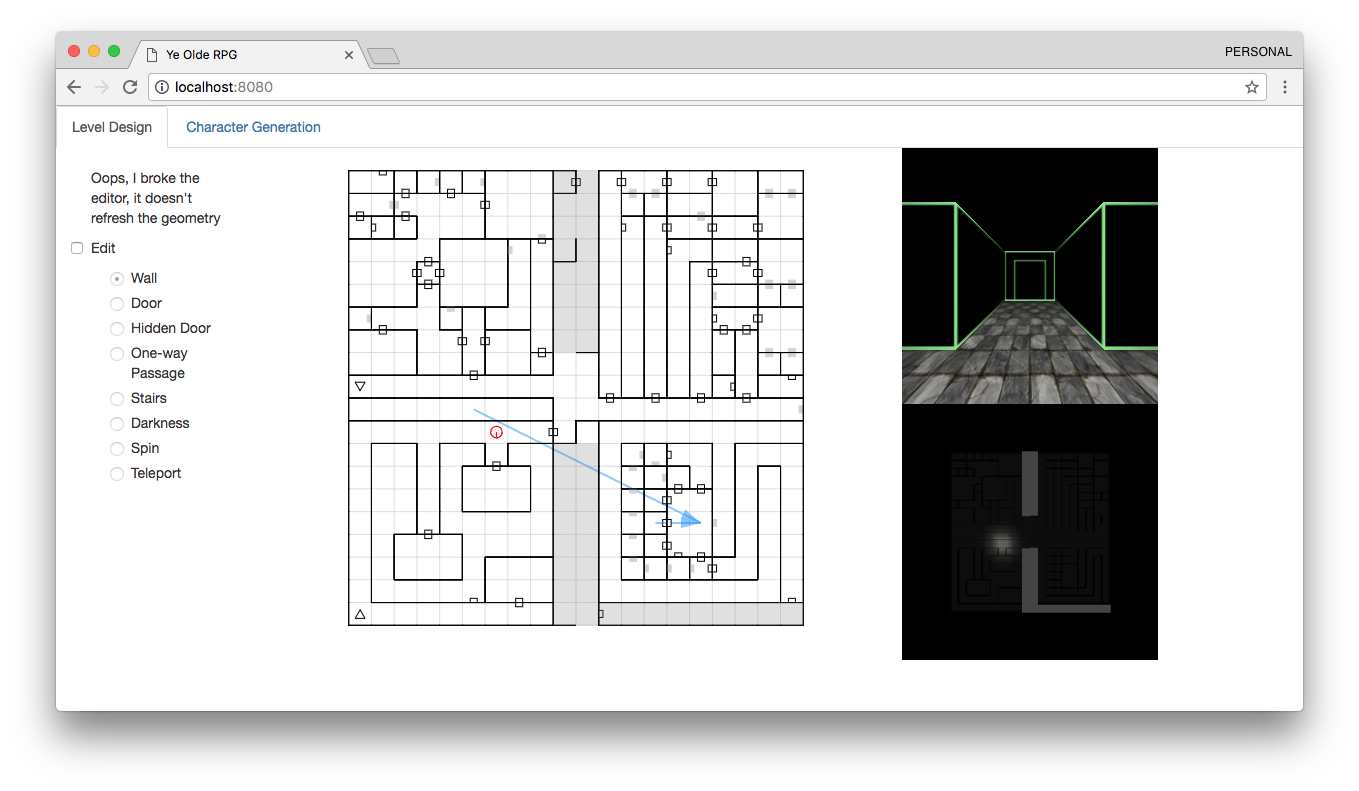 Ye Olde RPG
PERSONAL
localhost:8080
Level Design
Character Generation
Oops, I broke the
editor, it doesn't
refresh the geometry
Edit
Wall
Door
Hidden Door
One-way
Passage
Stairs
Darkness
Spin
Teleport